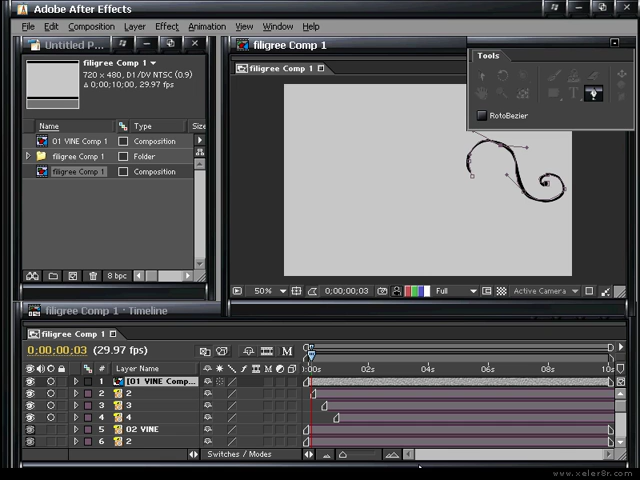 Adobe After Effects
File Edit Composition Layer Effect Animation View Window Help
Untitled P...
filigree Comp 1
720 x 480, D1/DV NTSC (0.9)
Δ 0;00;10;00, 29.97 fps
Name Type Size
01 VINE Comp 1 Composition
filigree Comp 1 Folder
filigree Comp 1 Composition
8 bpc
filigree Comp 1
filigree Comp 1
50% 0;00;00;03 Full Active Camera
Tools
T
RotoBezier
filigree Comp 1 · Timeline
filigree Comp 1
0;00;00;03 (29.97 fps) M
# Layer Name
:00s 02s 04s 06s 08s 10s
1 [01 VINE Comp...
2 2
3 3
4 4
5 02 VINE
6 2
Switches / Modes
www.xeler8r.com